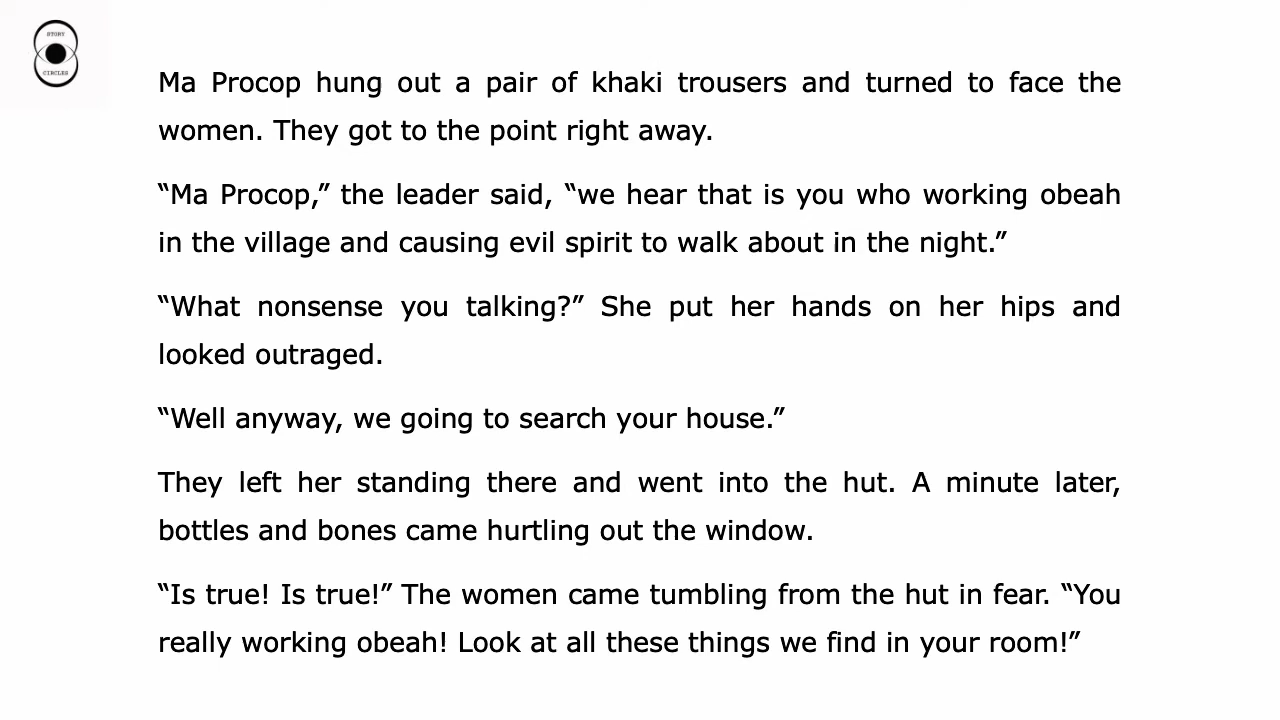 STORY
CIRCLES
Ma Procop hung out a pair of khaki trousers and turned to face the
women. They got to the point right away.
“Ma Procop,” the leader said, “we hear that is you who working obeah
in the village and causing evil spirit to walk about in the night.”
“What nonsense you talking?” She put her hands on her hips and
looked outraged.
“Well anyway, we going to search your house.”
They left her standing there and went into the hut. A minute later,
bottles and bones came hurtling out the window.
“Is true! Is true!” The women came tumbling from the hut in fear. “You
really working obeah! Look at all these things we find in your room!”